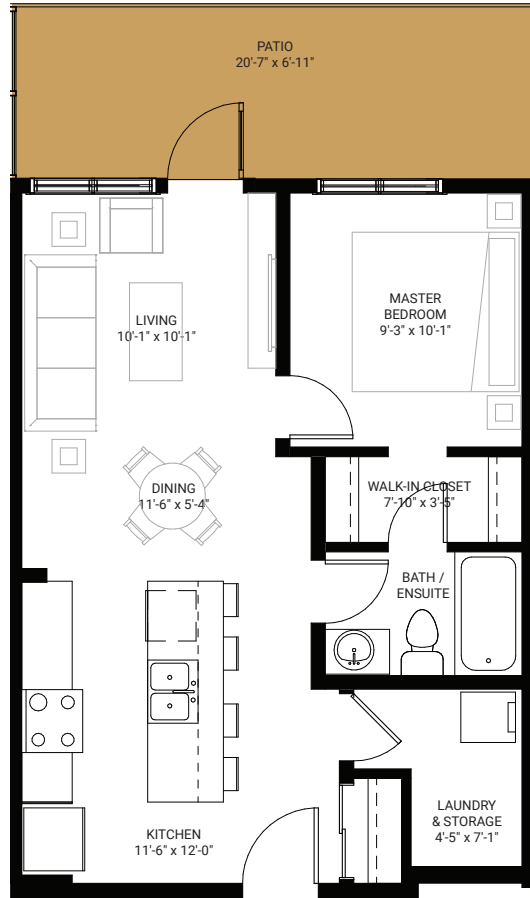 PATIO
20'-7" x 6'-11"
LIVING
10'-1" x 10'-1"
MASTER
BEDROOM
9'-3" x 10'-1"
DINING
11'-6" x 5'-4"
WALK-IN CLOSET
7'-10" x 3'-5"
BATH /
ENSUITE
KITCHEN
11'-6" x 12'-0"
LAUNDRY
& STORAGE
4'-5" x 7'-1"